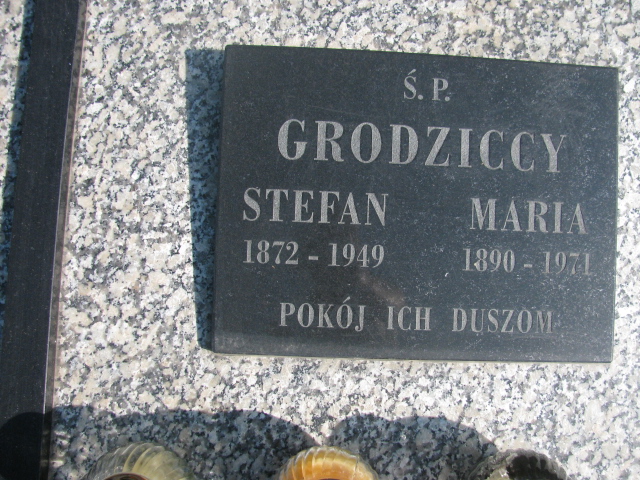 Ś.P.
GRODZICCY
STEFAN MARIA
1872 - 1949 1890 - 1971
POKÓJ ICH DUSZOM